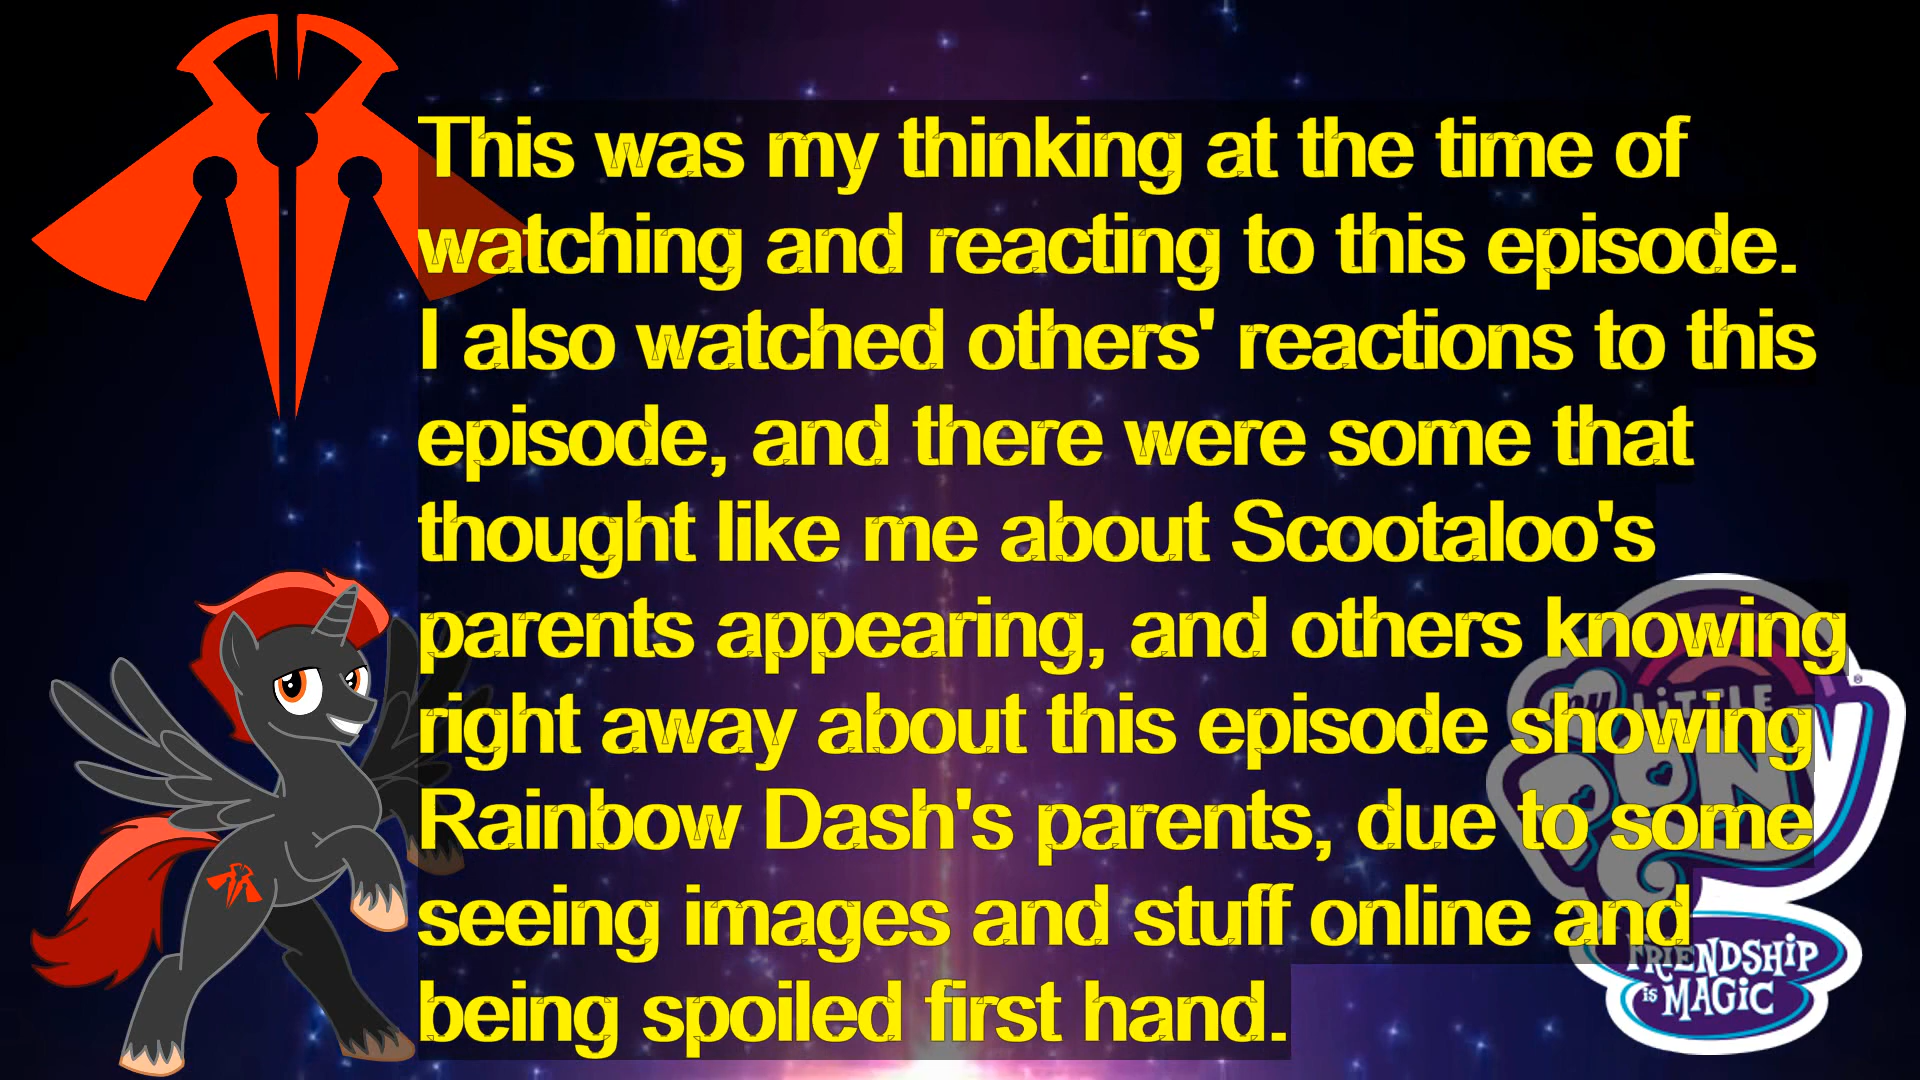 This was my thinking at the time of
watching and reacting to this episode.
I also watched others' reactions to this
episode, and there were some that
thought like me about Scootaloo's
parents appearing, and others knowing
right away about this episode showing
Rainbow Dash's parents, due to some
seeing images and stuff online and
being spoiled first hand.
MY LITTLE
PONY
®
FRIENDSHIP
is MAGIC